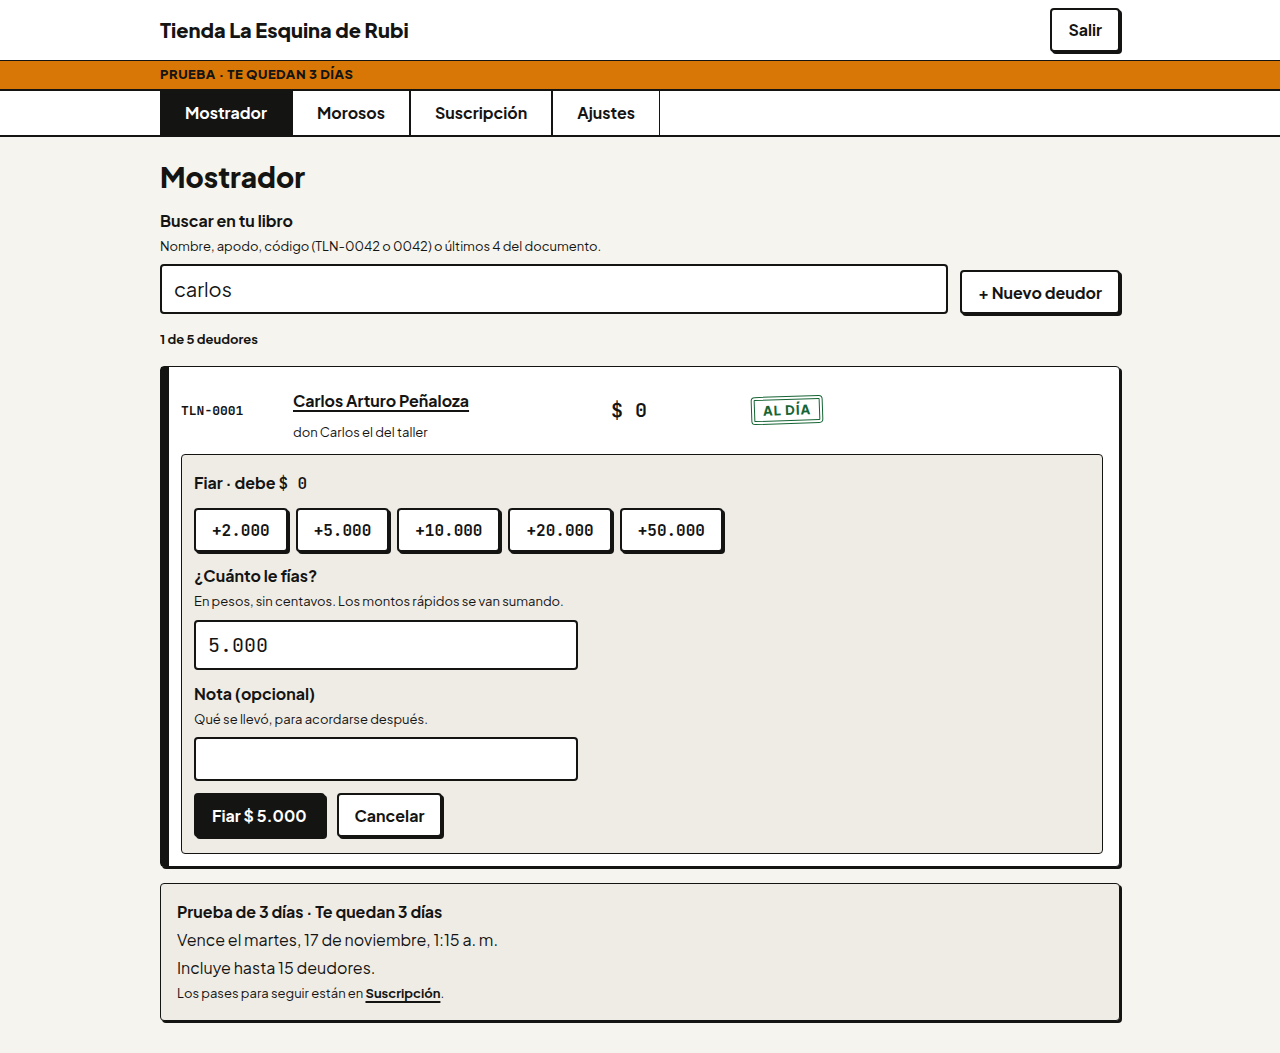 Tienda La Esquina de Rubi
Salir
PRUEBA · TE QUEDAN 3 DÍAS
Mostrador
Morosos
Suscripción
Ajustes
Mostrador
Buscar en tu libro
Nombre, apodo, código (TLN-0042 o 0042) o últimos 4 del documento.
carlos
+ Nuevo deudor
1 de 5 deudores
TLN-0001
Carlos Arturo Peñaloza
don Carlos el del taller
$ 0
AL DÍA
Fiar · debe $ 0
+2.000
+5.000
+10.000
+20.000
+50.000
¿Cuánto le fías?
En pesos, sin centavos. Los montos rápidos se van sumando.
5.000
Nota (opcional)
Qué se llevó, para acordarse después.
Fiar $ 5.000
Cancelar
Prueba de 3 días · Te quedan 3 días
Vence el martes, 17 de noviembre, 1:15 a. m.
Incluye hasta 15 deudores.
Los pases para seguir están en Suscripción.